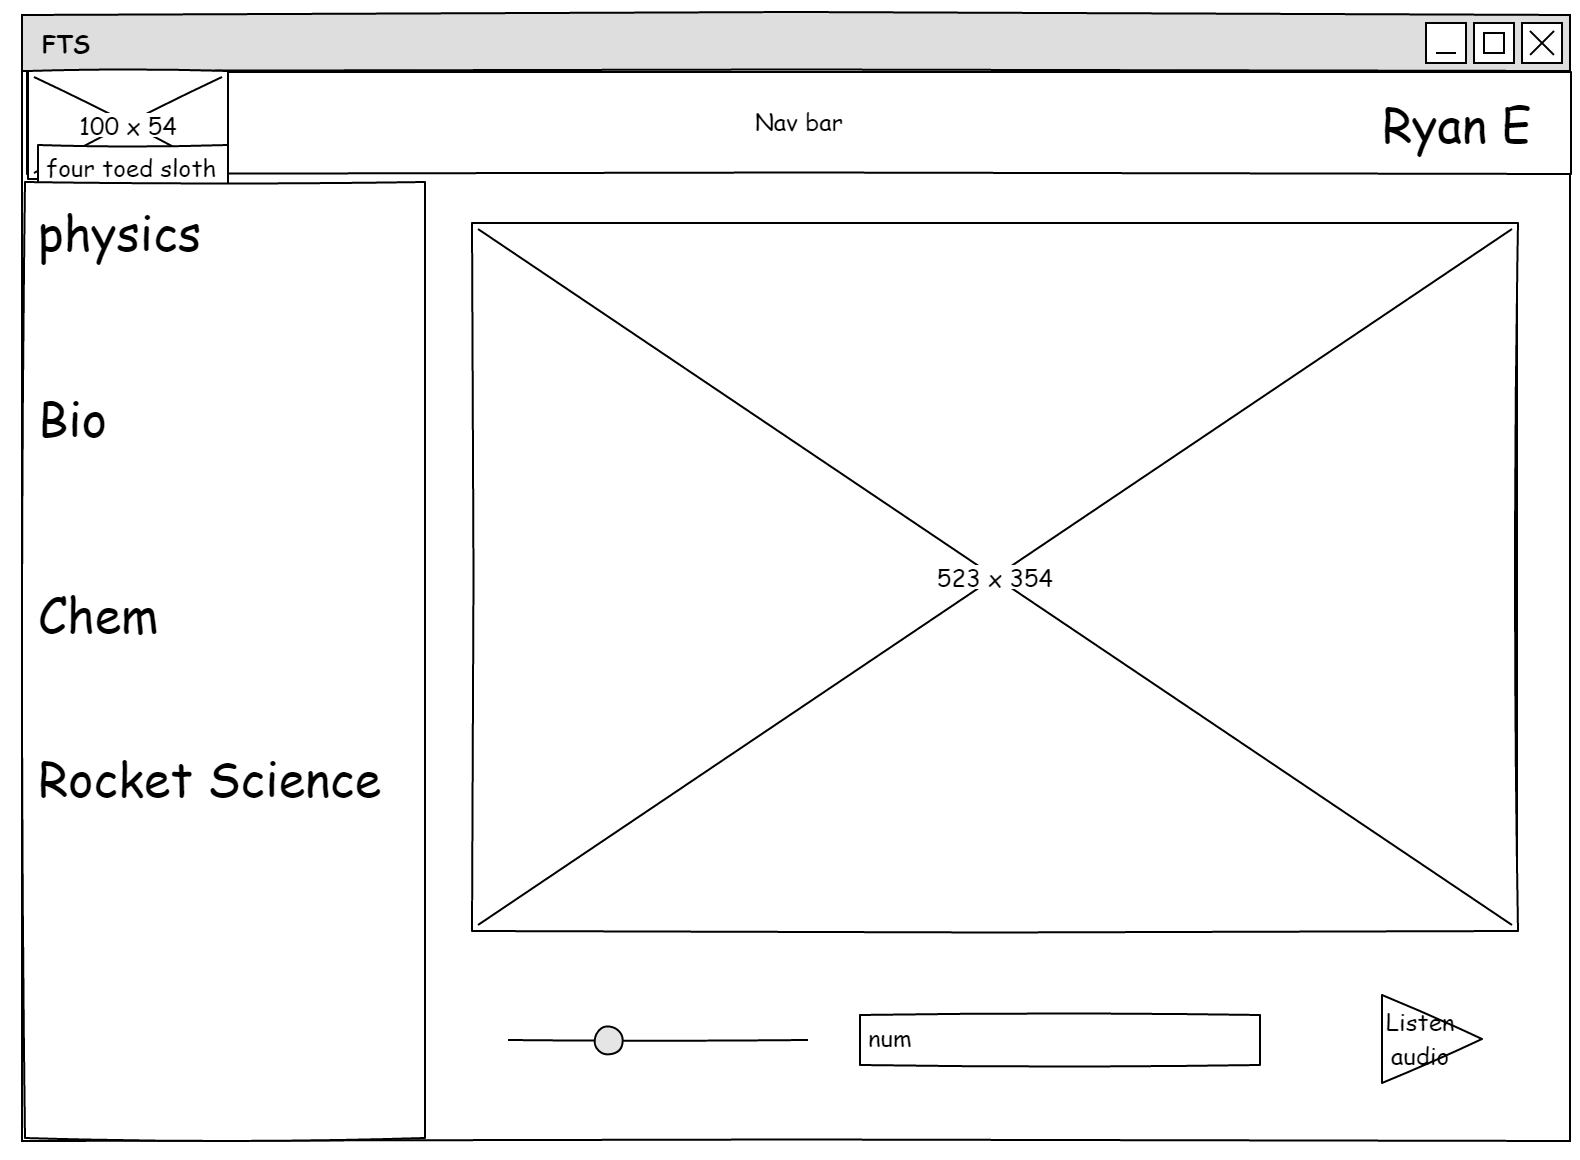 FTS
100 x 54
four toed sloth
Nav bar
Ryan E
physics
Bio
Chem
Rocket Science
523 x 354
num
Listen
audio